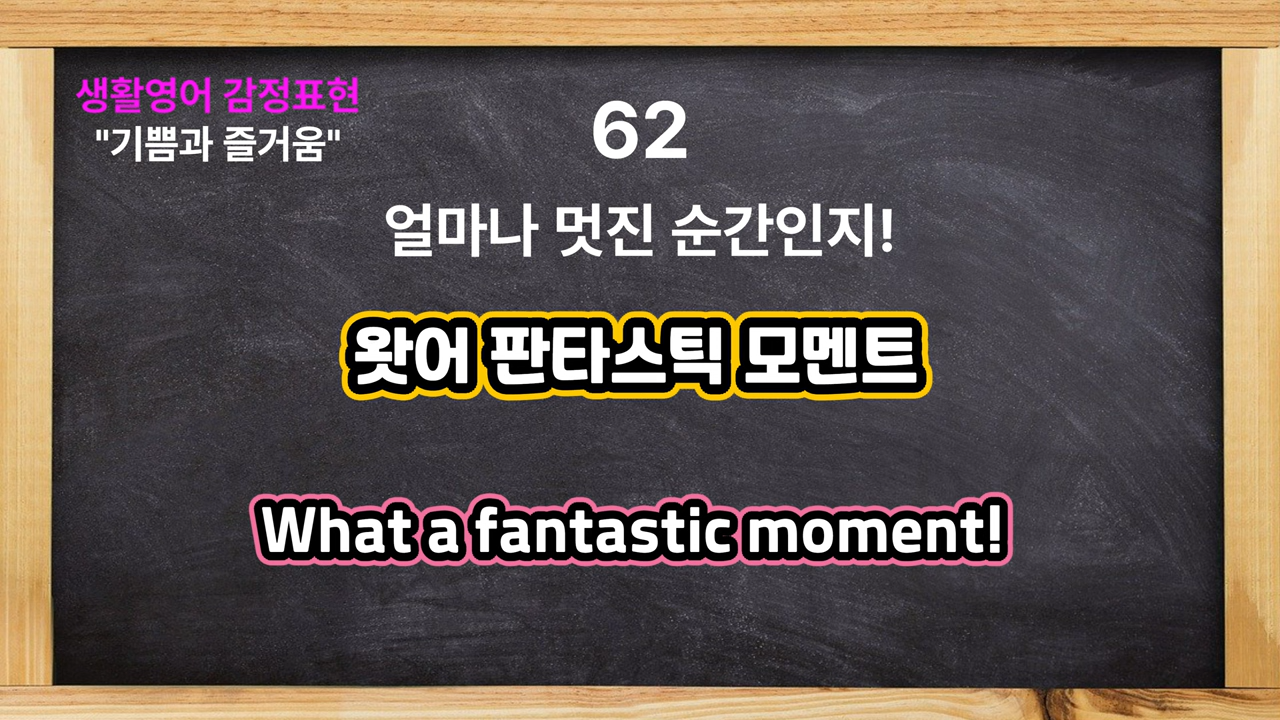 생활영어 감정표현
"기쁨과 즐거움"
62
얼마나 멋진 순간인지!
왓어 판타스틱 모멘트
What a fantastic moment!